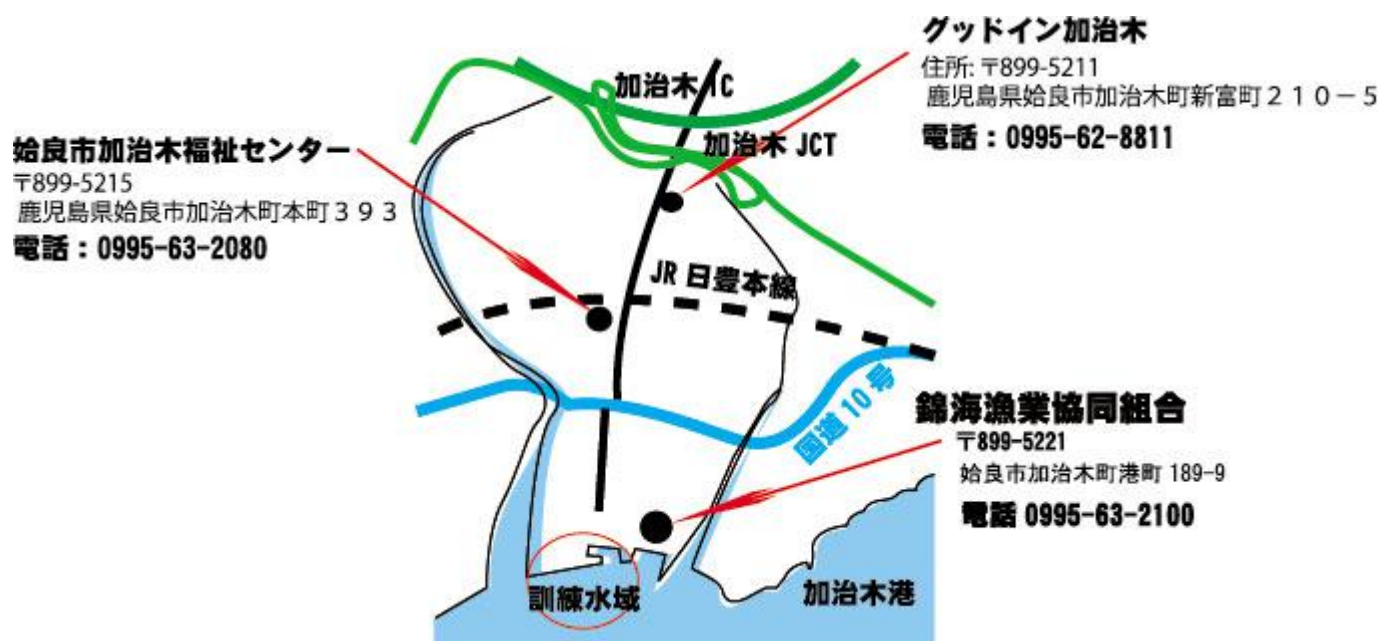 グッドイン加治木
住所: 〒899-5211
鹿児島県姶良市加治木町新富町２１０－５
電話：0995-62-8811
加治木 IC
加治木 JCT
姶良市加治木福祉センター
〒899-5215
鹿児島県姶良市加治木町本町３９３
電話：0995-63-2080
JR 日豊本線
国道 10 号
錦海漁業協同組合
〒899-5221
姶良市加治木町港町 189-9
電話 0995-63-2100
訓練水域
加治木港